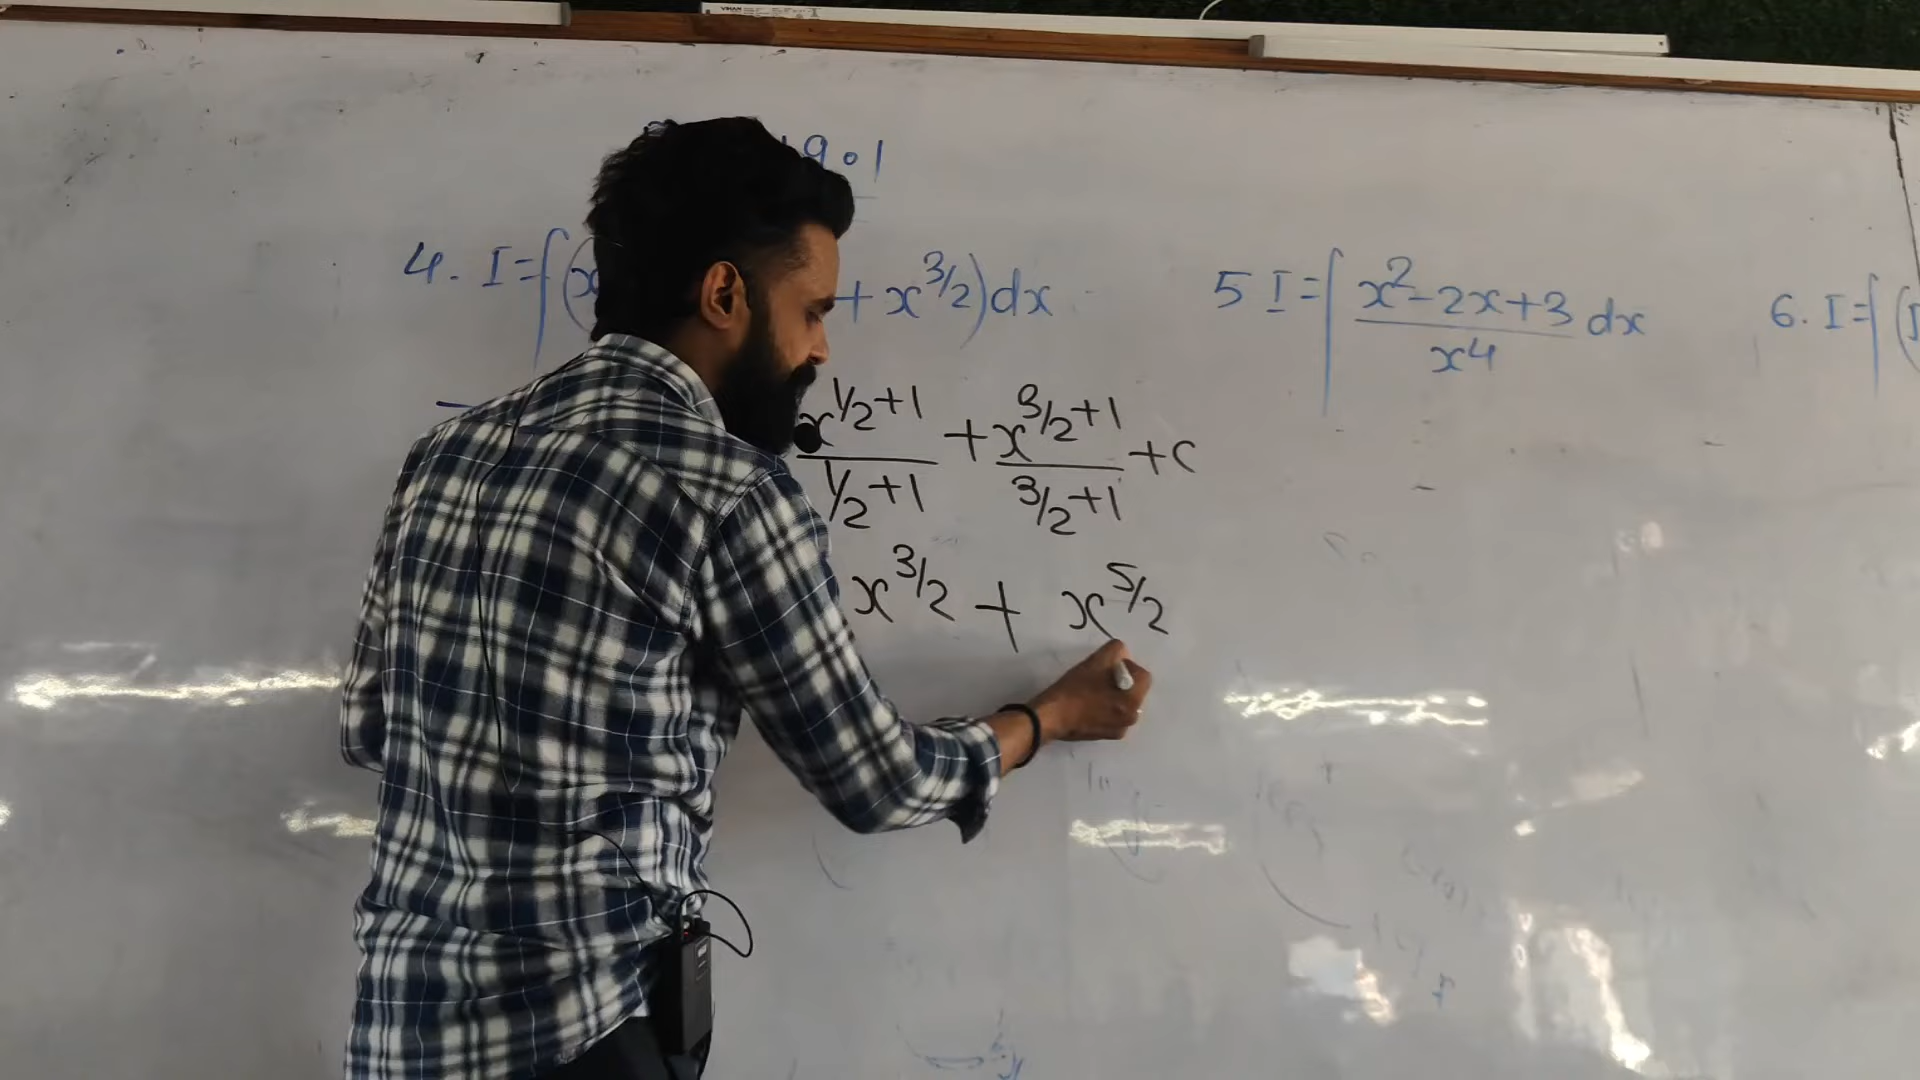 9.1
4. I=∫(x + x^3/2)dx
5 I=∫ x²-2x+3 / x⁴ dx
6. I=∫(
x^1/2+1 / 1/2+1 + x^3/2+1 / 3/2+1 + c
x^3/2 + x^5/2